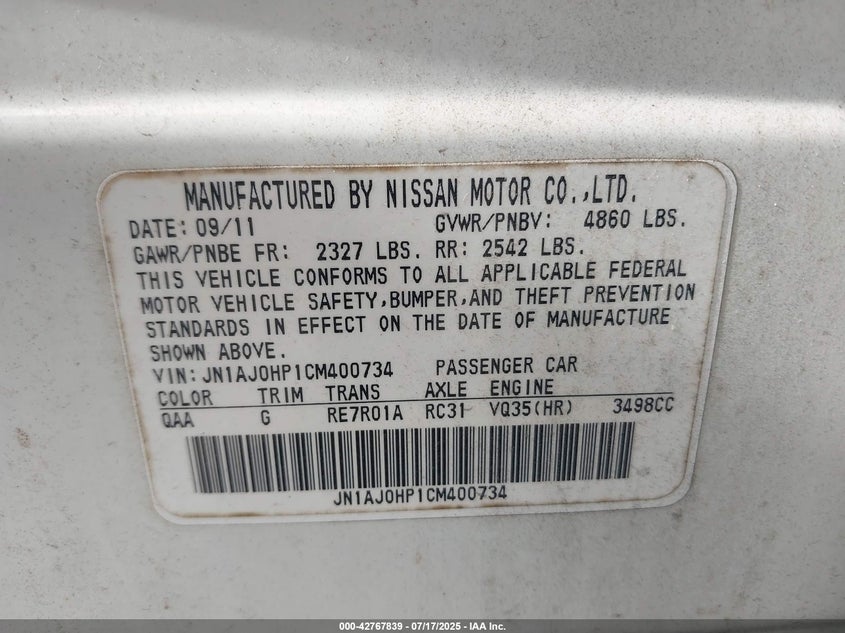 MANUFACTURED BY NISSAN MOTOR CO.,LTD.
DATE: 09/11 GVWR/PNBV: 4860 LBS.
GAWR/PNBE FR: 2327 LBS. RR: 2542 LBS.
THIS VEHICLE CONFORMS TO ALL APPLICABLE FEDERAL
MOTOR VEHICLE SAFETY,BUMPER,AND THEFT PREVENTION
STANDARDS IN EFFECT ON THE DATE OF MANUFACTURE
SHOWN ABOVE.
VIN: JN1AJ0HP1CM400734 PASSENGER CAR
COLOR TRIM TRANS AXLE ENGINE
QAA G RE7R01A RC31 VQ35(HR) 3498CC
JN1AJ0HP1CM400734
000-42767839 - 07/17/2025 - IAA Inc.